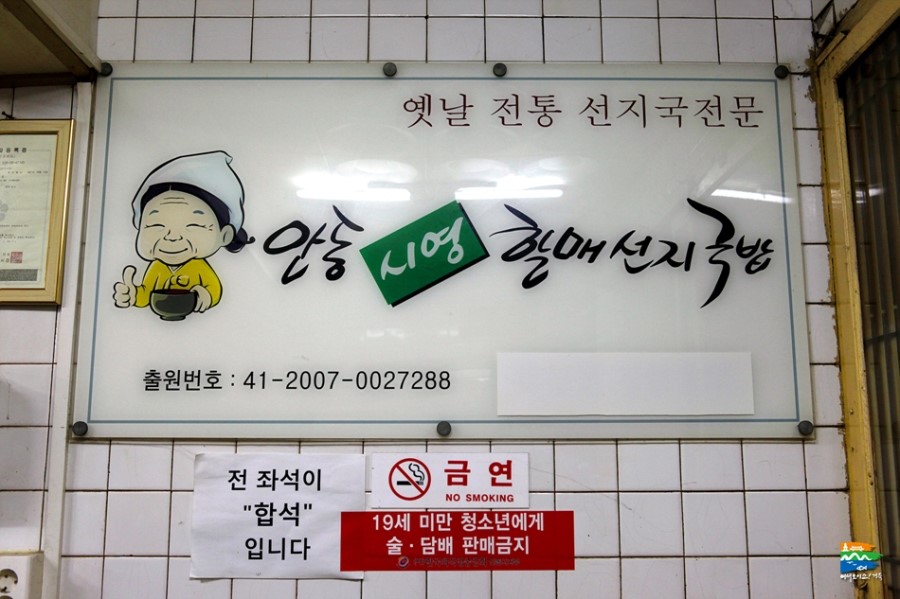 옛날 전통 선지국전문
안동 시영 할매선지국밥
출원번호 : 41-2007-0027288
전 좌석이
"합석"
입니다
금 연
NO SMOKING
19세 미만 청소년에게
술·담배 판매금지